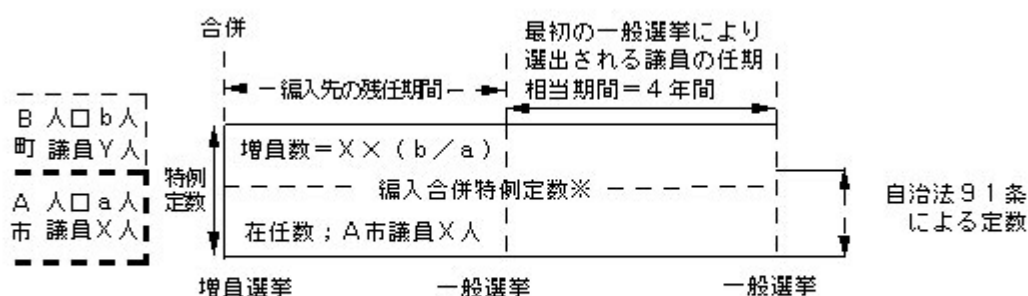 合併
最初の一般選挙により
選出される議員の任期
相当期間＝４年間
編入先の残任期間
B 人口ｂ人
町 議員Y人
A 人口ａ人
市 議員X人
特例
定数
増員数＝X×（ｂ／ａ）
編入合併特例定数※
在任数；A市議員X人
自治法９１条
による定数
増員選挙
一般選挙
一般選挙